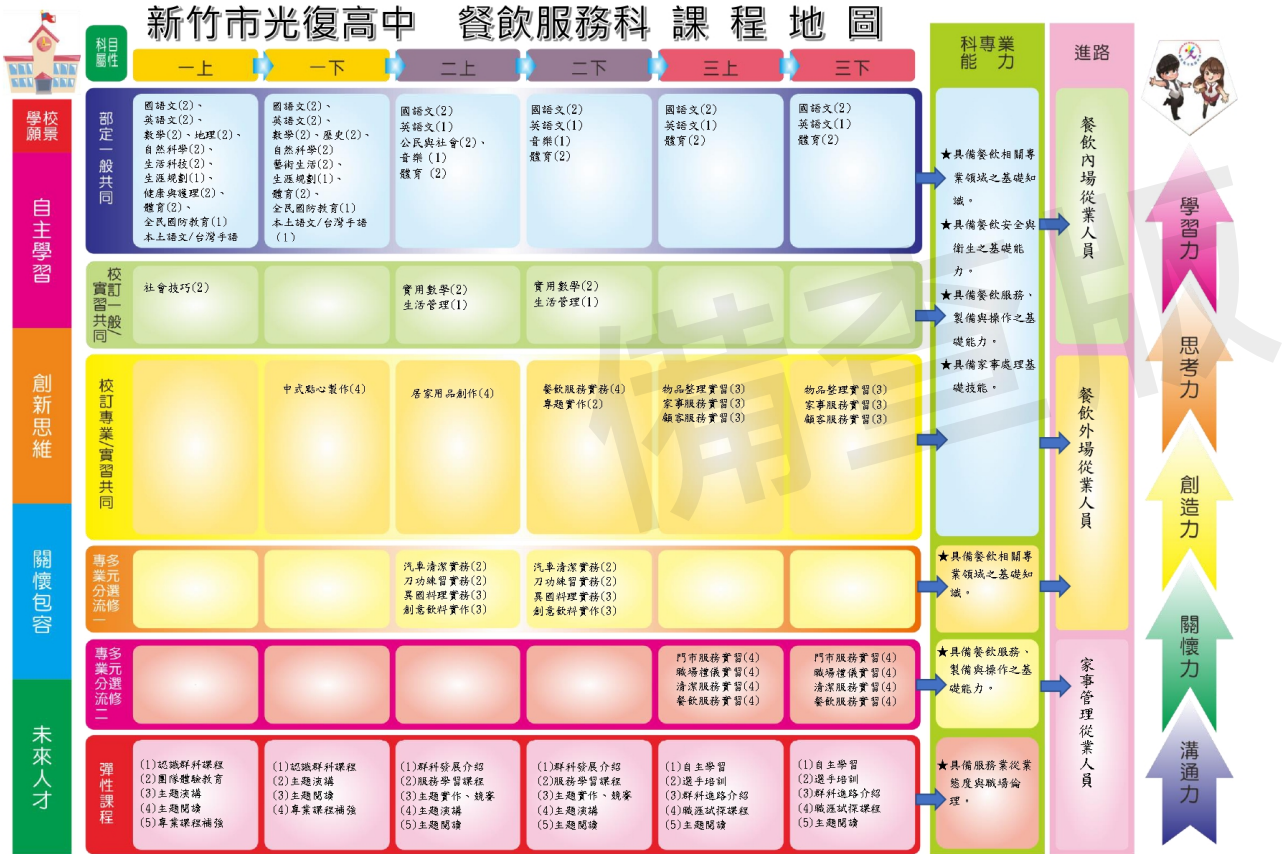 新竹市光復高中 餐飲服務科 課程地圖
科目屬性
一上
一下
二上
二下
三上
三下
科專業能力
進路
學校願景
自主學習
創新思維
關懷包容
未來人才
部定一般共同
國語文(2)、
英語文(2)、
數學(2)、地理(2)、
自然科學(2)、
生活科技(2)、
生涯規劃(1)、
健康與護理(2)、
體育(2)、
全民國防教育(1)
本土語文/台灣手語
國語文(2)、
英語文(2)、
數學(2)、歷史(2)、
自然科學(2)
藝術生活(2)、
生涯規劃(1)、
體育(2)、
全民國防教育(1)
本土語文/台灣手語
(1)
國語文(2)
英語文(1)
公民與社會(2)、
音樂(1)
體育 (2)
國語文(2)
英語文(1)
音樂(1)
體育(2)
國語文(2)
英語文(1)
體育(2)
國語文(2)
英語文(1)
體育(2)
校訂一般/實習共同
社會技巧(2)
實用數學(2)
生活管理(1)
實用數學(2)
生活管理(1)
校訂專業/實習共同
中式點心製作(4)
居家用品創作(4)
餐飲服務實務(4)
專題實作(2)
物品整理實習(3)
家事服務實習(3)
顧客服務實習(3)
物品整理實習(3)
家事服務實習(3)
顧客服務實習(3)
多元選修專業分流一
汽車清潔實務(2)
刀功練習實務(2)
異國料理實務(3)
創意飲料實作(3)
汽車清潔實務(2)
刀功練習實務(2)
異國料理實務(3)
創意飲料實作(3)
多元選修專業分流二
門市服務實習(4)
職場禮儀實習(4)
清潔服務實習(4)
餐飲服務實習(4)
門市服務實習(4)
職場禮儀實習(4)
清潔服務實習(4)
餐飲服務實習(4)
彈性課程
(1)認識群科課程
(2)團隊體驗教育
(3)主題演講
(4)主題閱讀
(5)專業課程補強
(1)認識群科課程
(2)主題演講
(3)主題閱讀
(4)專業課程補強
(1)群科發展介紹
(2)服務學習課程
(3)主題實作、競賽
(4)主題演講
(5)主題閱讀
(1)群科發展介紹
(2)服務學習課程
(3)主題實作、競賽
(4)主題演講
(5)主題閱讀
(1)自主學習
(2)選手培訓
(3)群科進路介紹
(4)職涯試探課程
(5)主題閱讀
(1)自主學習
(2)選手培訓
(3)群科進路介紹
(4)職涯試探課程
(5)主題閱讀
★具備餐飲相關專
業領域之基礎知
識。
★具備餐飲安全與
衛生之基礎能
力。
★具備餐飲服務、
製備與操作之基
礎能力。
★具備家事處理基
礎技能。
★具備餐飲相關專
業領域之基礎知
識。
★具備餐飲服務、
製備與操作之基
礎能力。
★具備服務業從業
態度與職場倫
理。
餐飲內場從業人員
餐飲外場從業人員
家事管理從業人員
學習力
思考力
創造力
關懷力
溝通力
備查版